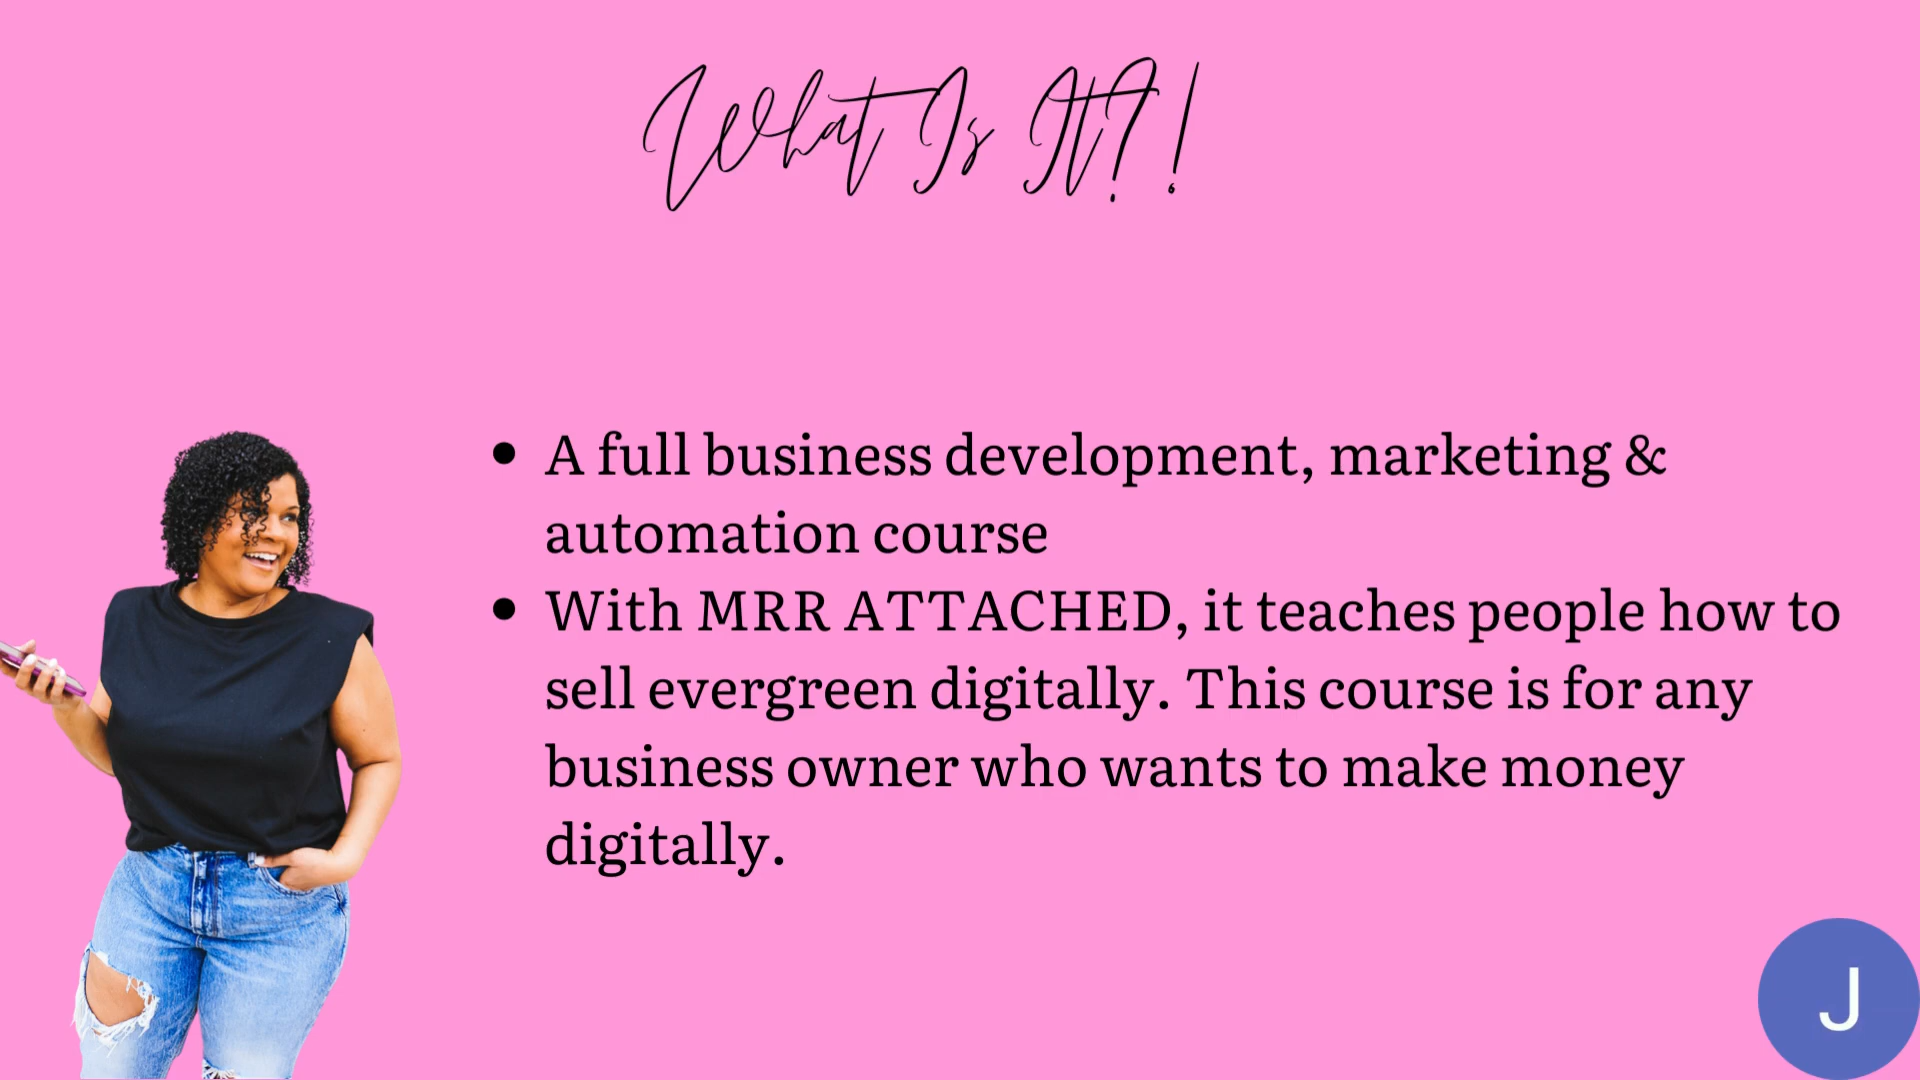 What Is It?!
• A full business development, marketing &
automation course
• With MRR ATTACHED, it teaches people how to
sell evergreen digitally. This course is for any
business owner who wants to make money
digitally.
J